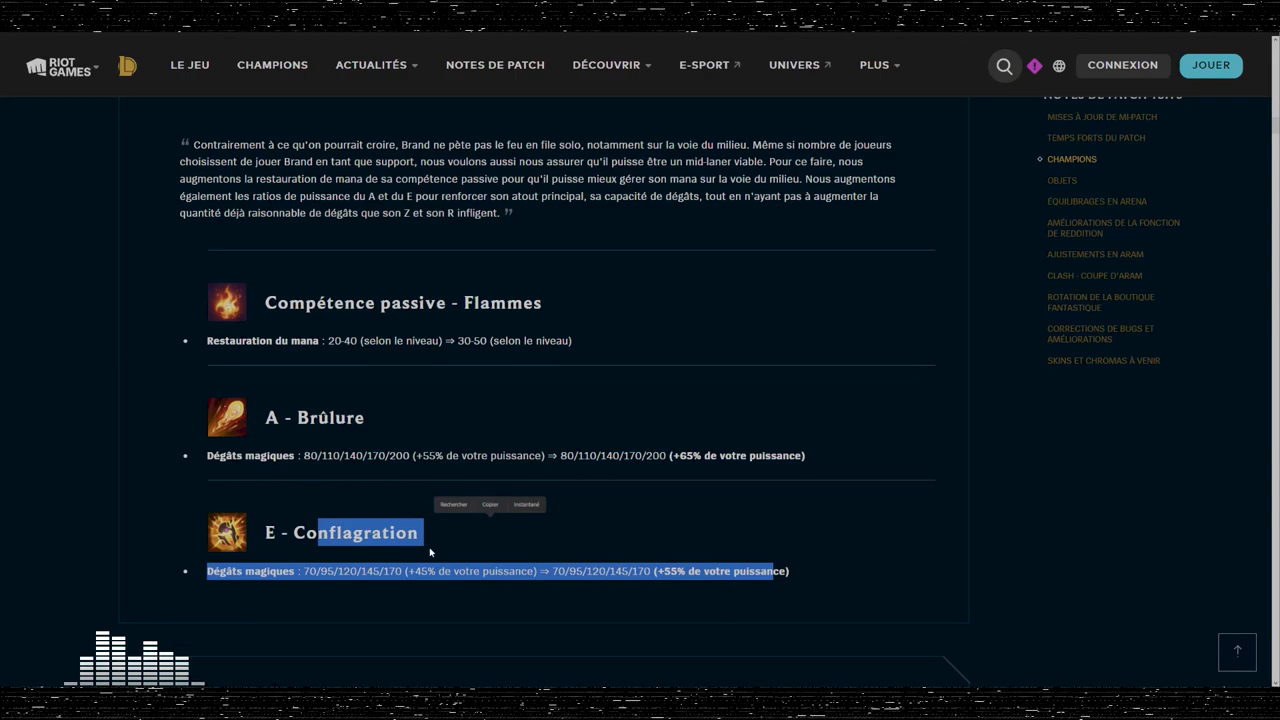 RIOT GAMES
LE JEU
CHAMPIONS
ACTUALITÉS
NOTES DE PATCH
DÉCOUVRIR
E-SPORT
UNIVERS
PLUS
CONNEXION
JOUER
“ Contrairement à ce qu'on pourrait croire, Brand ne pète pas le feu en file solo, notamment sur la voie du milieu. Même si nombre de joueurs
choisissent de jouer Brand en tant que support, nous voulons aussi nous assurer qu'il puisse être un mid-laner viable. Pour ce faire, nous
augmentons la restauration de mana de sa compétence passive pour qu'il puisse mieux gérer son mana sur la voie du milieu. Nous augmentons
également les ratios de puissance du A et du E pour renforcer son atout principal, sa capacité de dégâts, tout en n'ayant pas à augmenter la
quantité déjà raisonnable de dégâts que son Z et son R infligent. ”
Compétence passive - Flammes
• Restauration du mana : 20-40 (selon le niveau) ⇒ 30-50 (selon le niveau)
A - Brûlure
• Dégâts magiques : 80/110/140/170/200 (+55% de votre puissance) ⇒ 80/110/140/170/200 (+65% de votre puissance)
Rechercher Copier Instantané
E - Conflagration
• Dégâts magiques : 70/95/120/145/170 (+45% de votre puissance) ⇒ 70/95/120/145/170 (+55% de votre puissance)
NOTES DE PATCH
MISES À JOUR DE MI-PATCH
TEMPS FORTS DU PATCH
CHAMPIONS
OBJETS
ÉQUILIBRAGES EN ARENA
AMÉLIORATIONS DE LA FONCTION
DE REDDITION
AJUSTEMENTS EN ARAM
CLASH - COUPE D'ARAM
ROTATION DE LA BOUTIQUE
FANTASTIQUE
CORRECTIONS DE BUGS ET
AMÉLIORATIONS
SKINS ET CHROMAS À VENIR